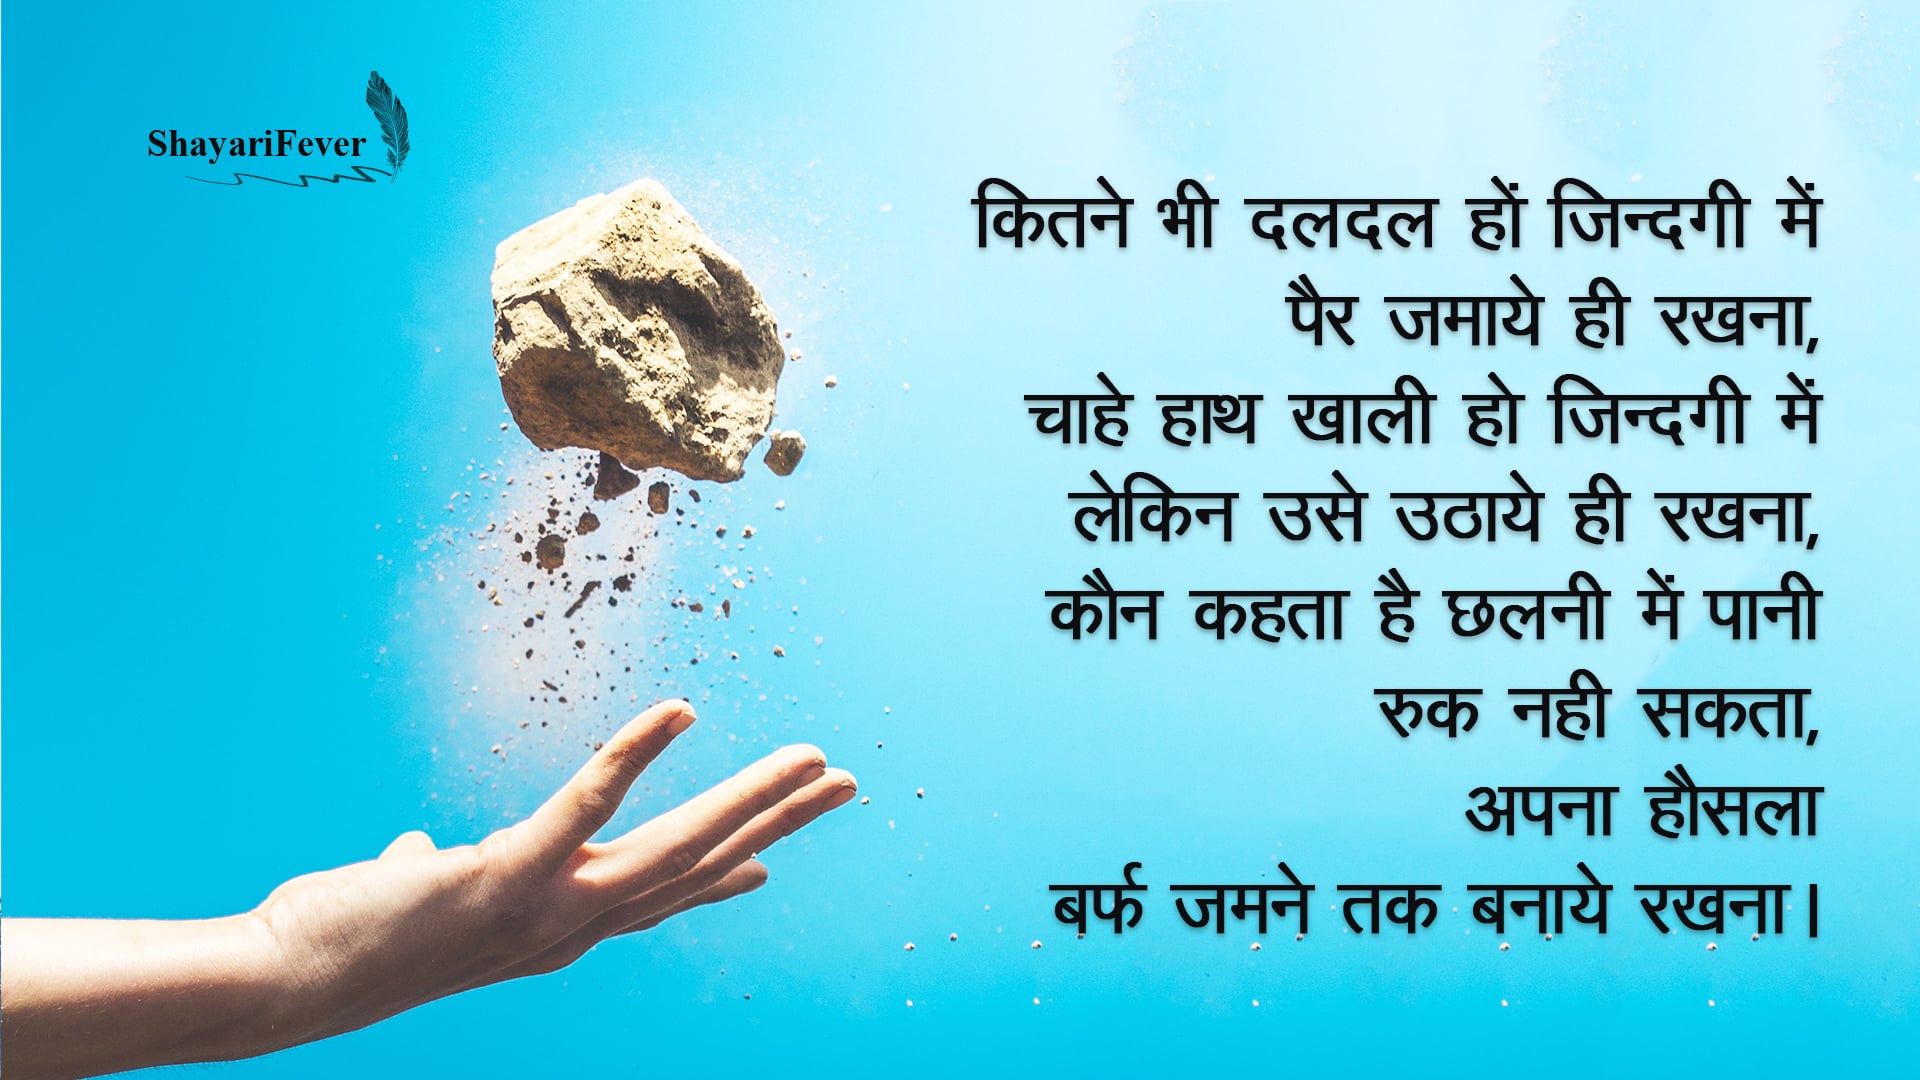 ShayariFever
कितने भी दलदल हों जिन्दगी में
पैर जमाये ही रखना,
चाहे हाथ खाली हो जिन्दगी में
लेकिन उसे उठाये ही रखना,
कौन कहता है छलनी में पानी
रुक नही सकता,
अपना हौसला
बर्फ जमने तक बनाये रखना।